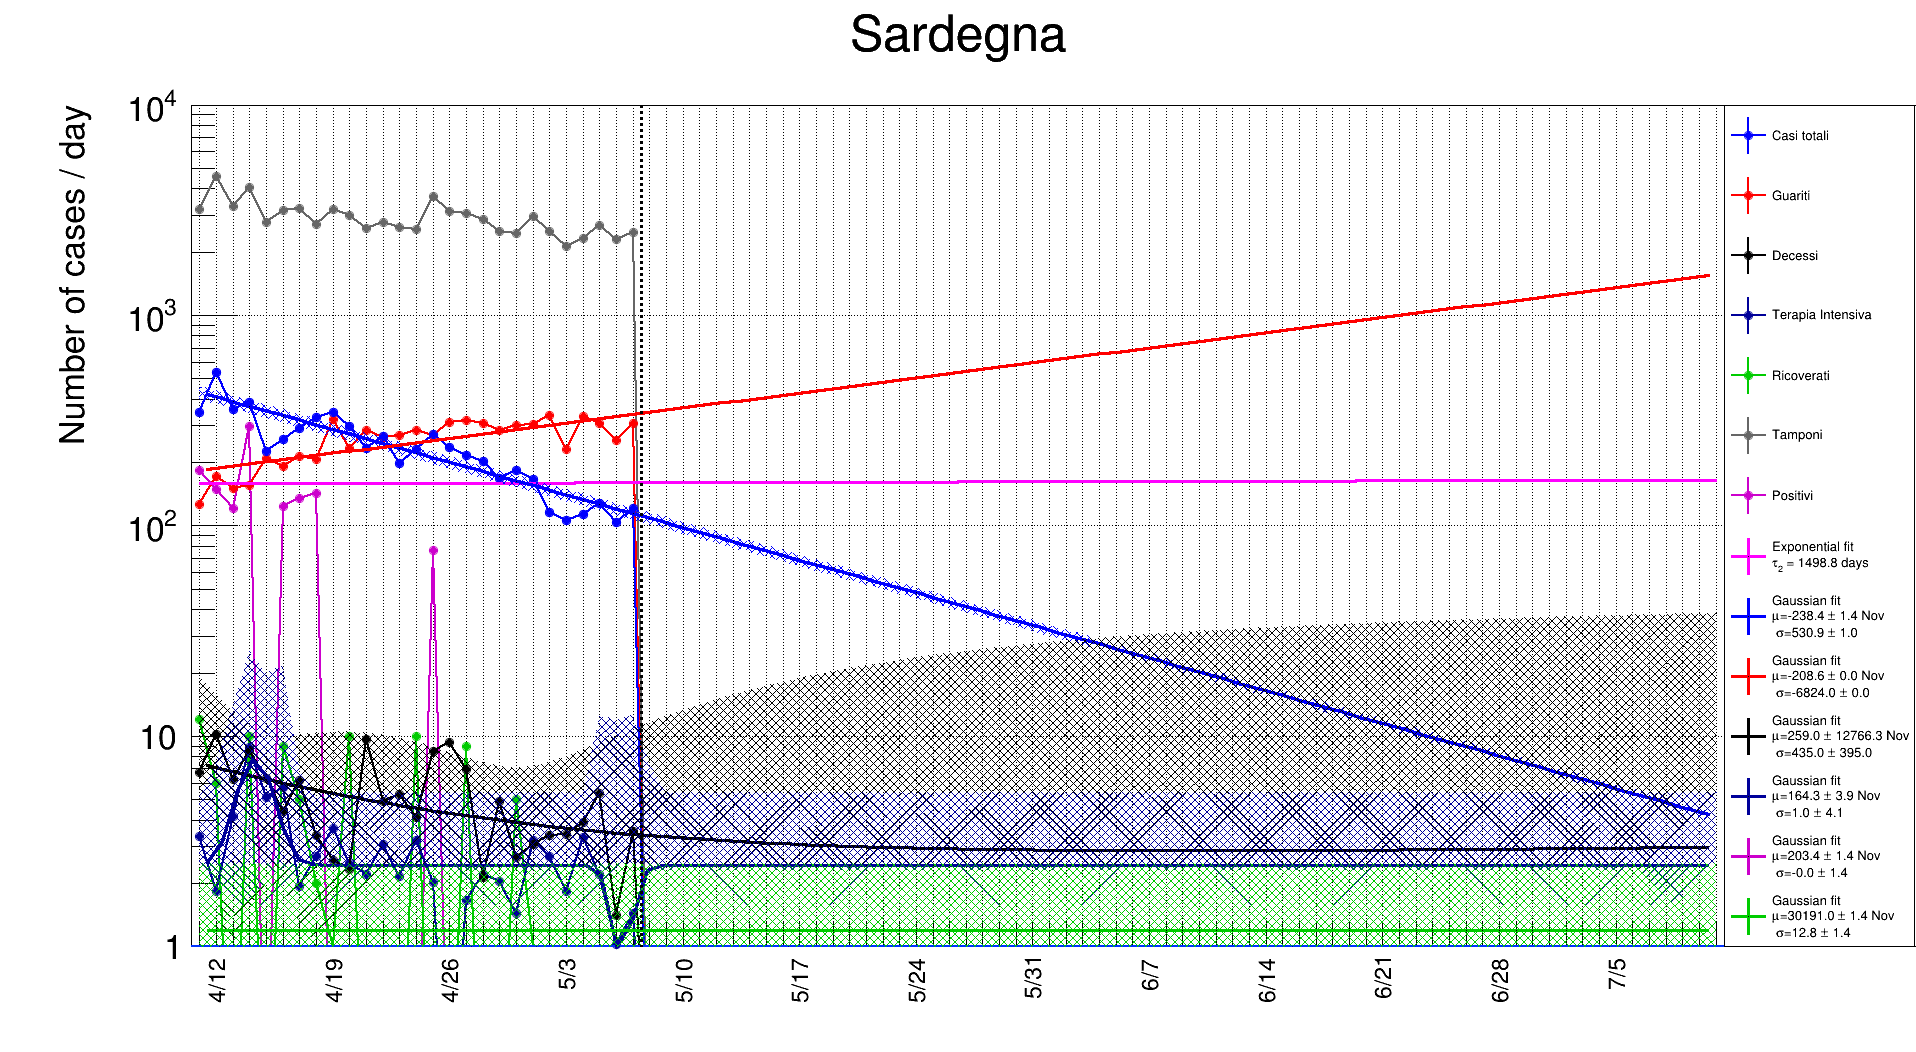 Sardegna
Number of cases / day
10⁴
10³
10²
10
1
4/12
4/19
4/26
5/3
5/10
5/17
5/24
5/31
6/7
6/14
6/21
6/28
7/5
Casi totali
Guariti
Decessi
Terapia Intensiva
Ricoverati
Tamponi
Positivi
Exponential fit
τ₂ = 1498.8 days
Gaussian fit
μ=-238.4 ± 1.4 Nov
σ=530.9 ± 1.0
Gaussian fit
μ=-208.6 ± 0.0 Nov
σ=-6824.0 ± 0.0
Gaussian fit
μ=259.0 ± 12766.3 Nov
σ=435.0 ± 395.0
Gaussian fit
μ=164.3 ± 3.9 Nov
σ=1.0 ± 4.1
Gaussian fit
μ=203.4 ± 1.4 Nov
σ=-0.0 ± 1.4
Gaussian fit
μ=30191.0 ± 1.4 Nov
σ=12.8 ± 1.4